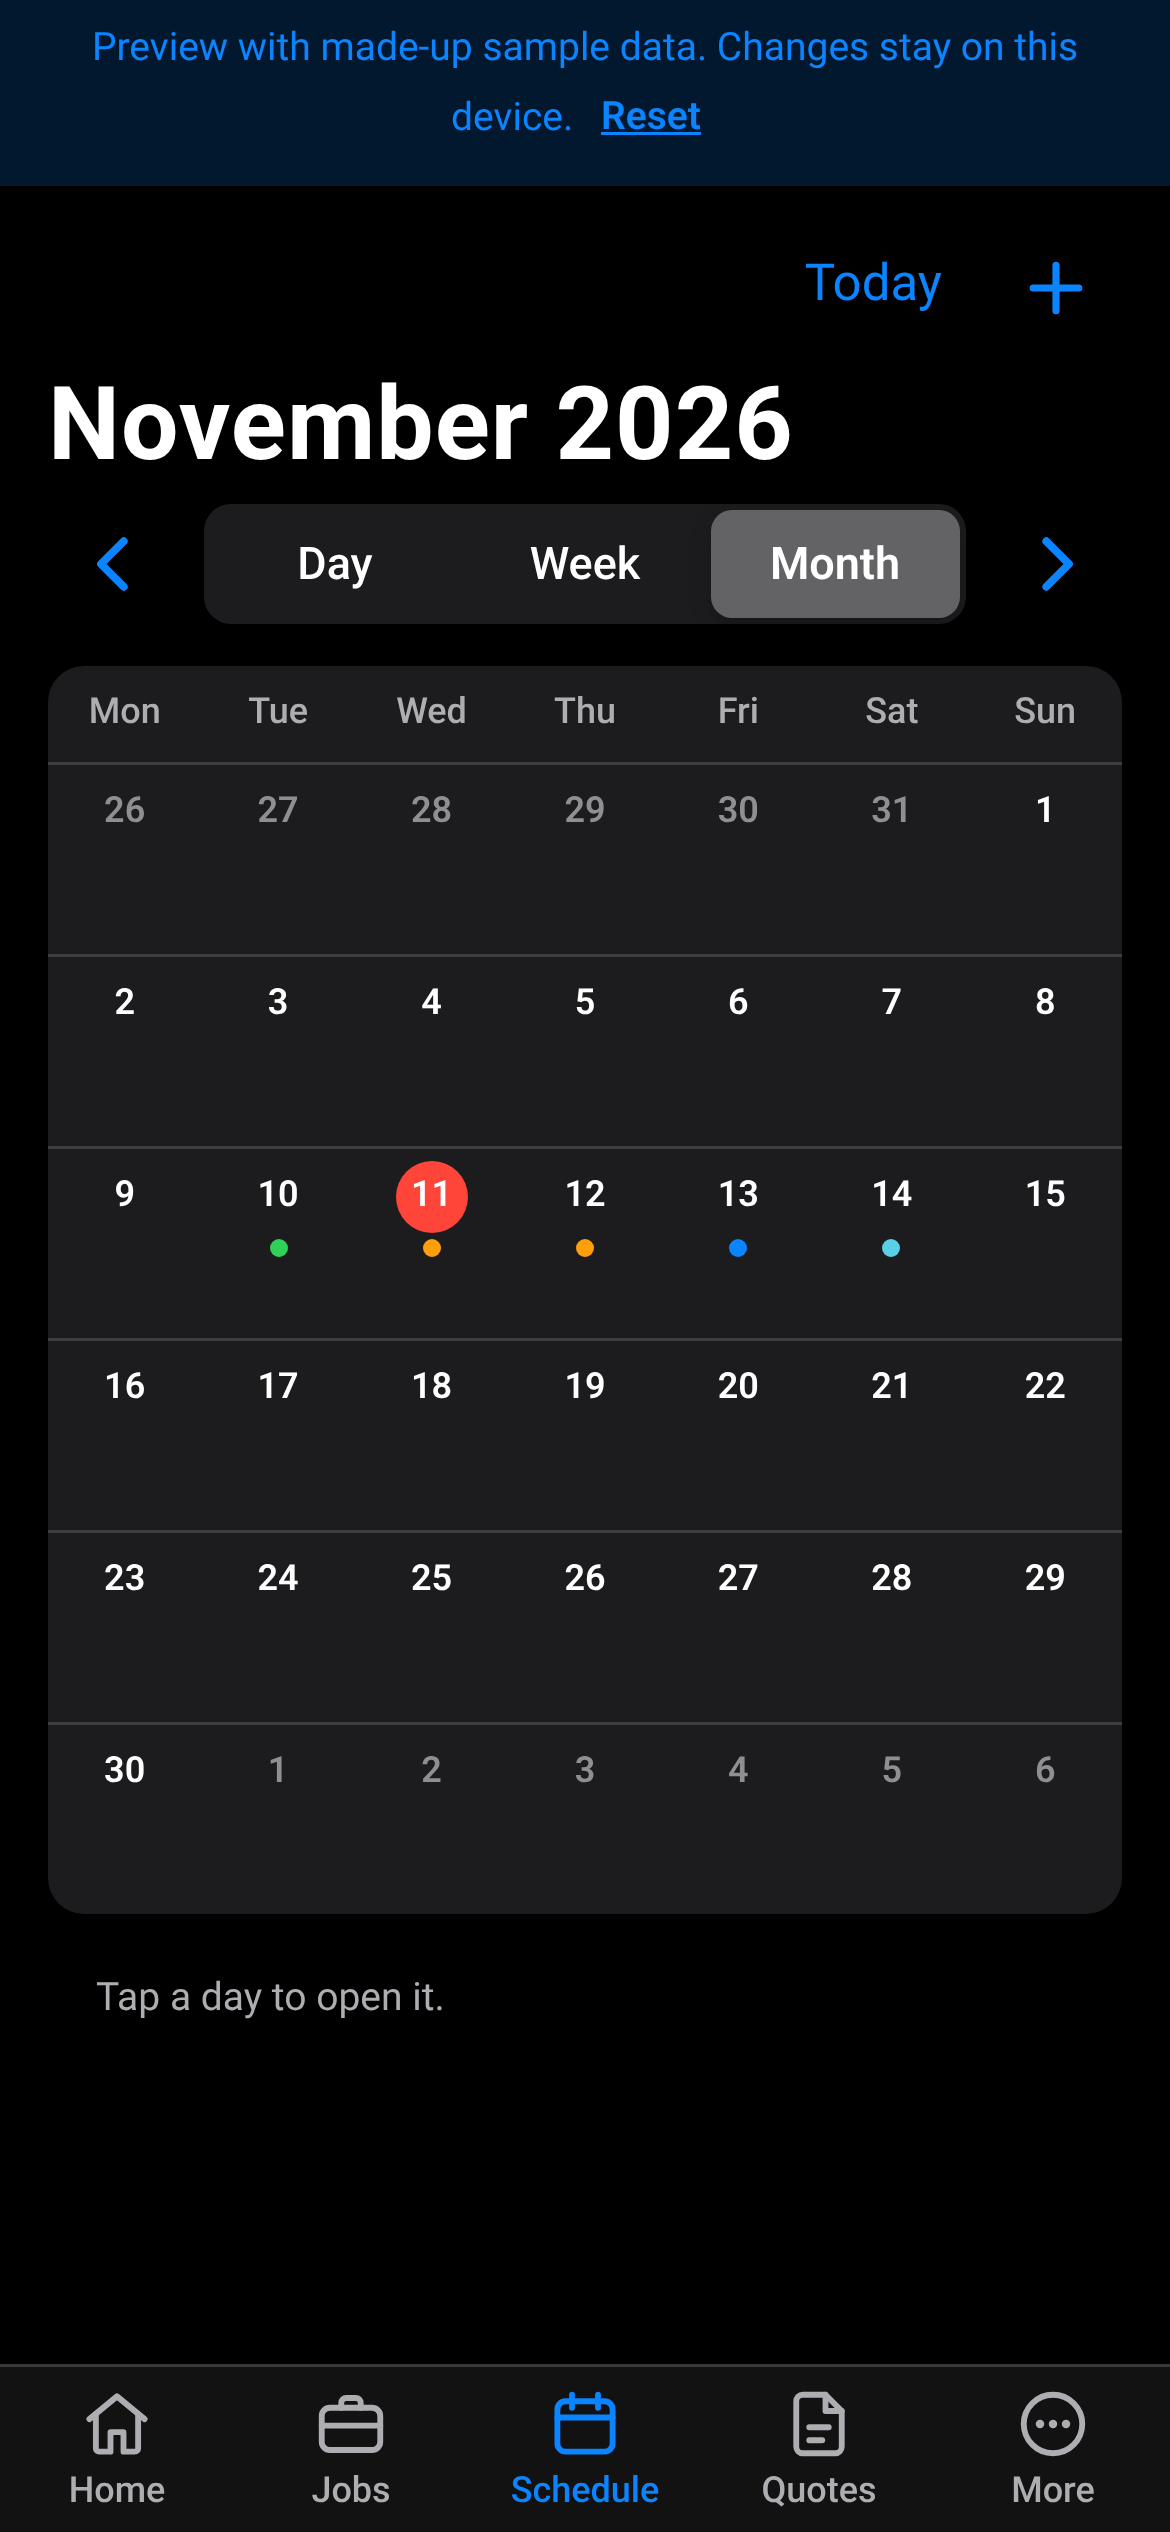 Preview with made-up sample data. Changes stay on this
device. Reset
Today
November 2026
Day Week Month
Mon Tue Wed Thu Fri Sat Sun
26 27 28 29 30 31 1
2 3 4 5 6 7 8
9 10 11 12 13 14 15
16 17 18 19 20 21 22
23 24 25 26 27 28 29
30 1 2 3 4 5 6
Tap a day to open it.
Home Jobs Schedule Quotes More